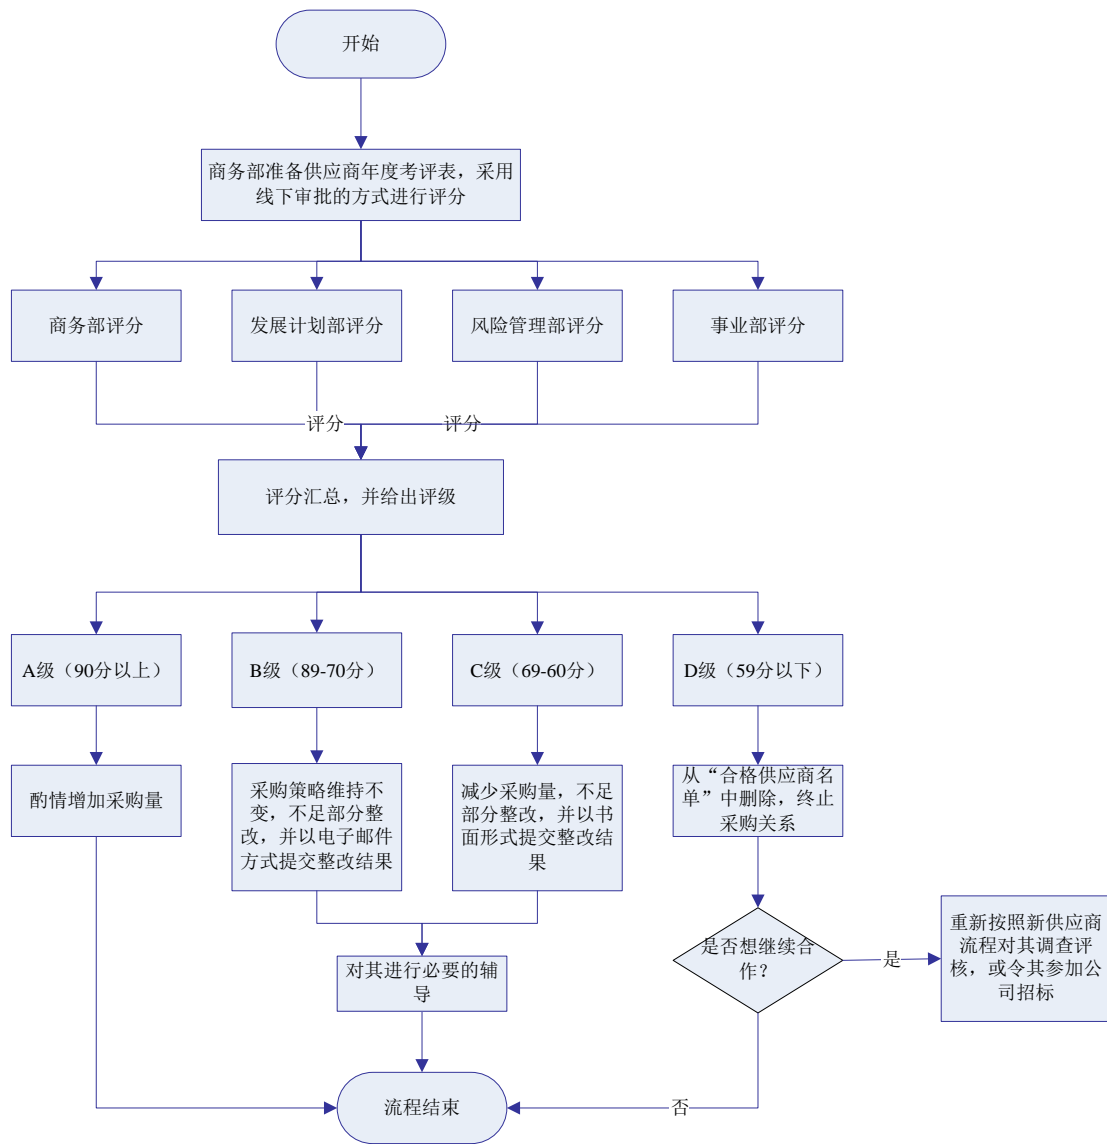 开始
商务部准备供应商年度考评表，采用
线下审批的方式进行评分
商务部评分
发展计划部评分
风险管理部评分
事业部评分
评分
评分
评分汇总，并给出评级
A级（90分以上）
B级（89-70分）
C级（69-60分）
D级（59分以下）
酌情增加采购量
采购策略维持不
变，不足部分整
改，并以电子邮件
方式提交整改结果
减少采购量，不足
部分整改，并以书
面形式提交整改结
果
从“合格供应商名
单”中删除，终止
采购关系
是否想继续合
作？
是
重新按照新供应商
流程对其调查评
核，或令其参加公
司招标
对其进行必要的辅
导
流程结束
否